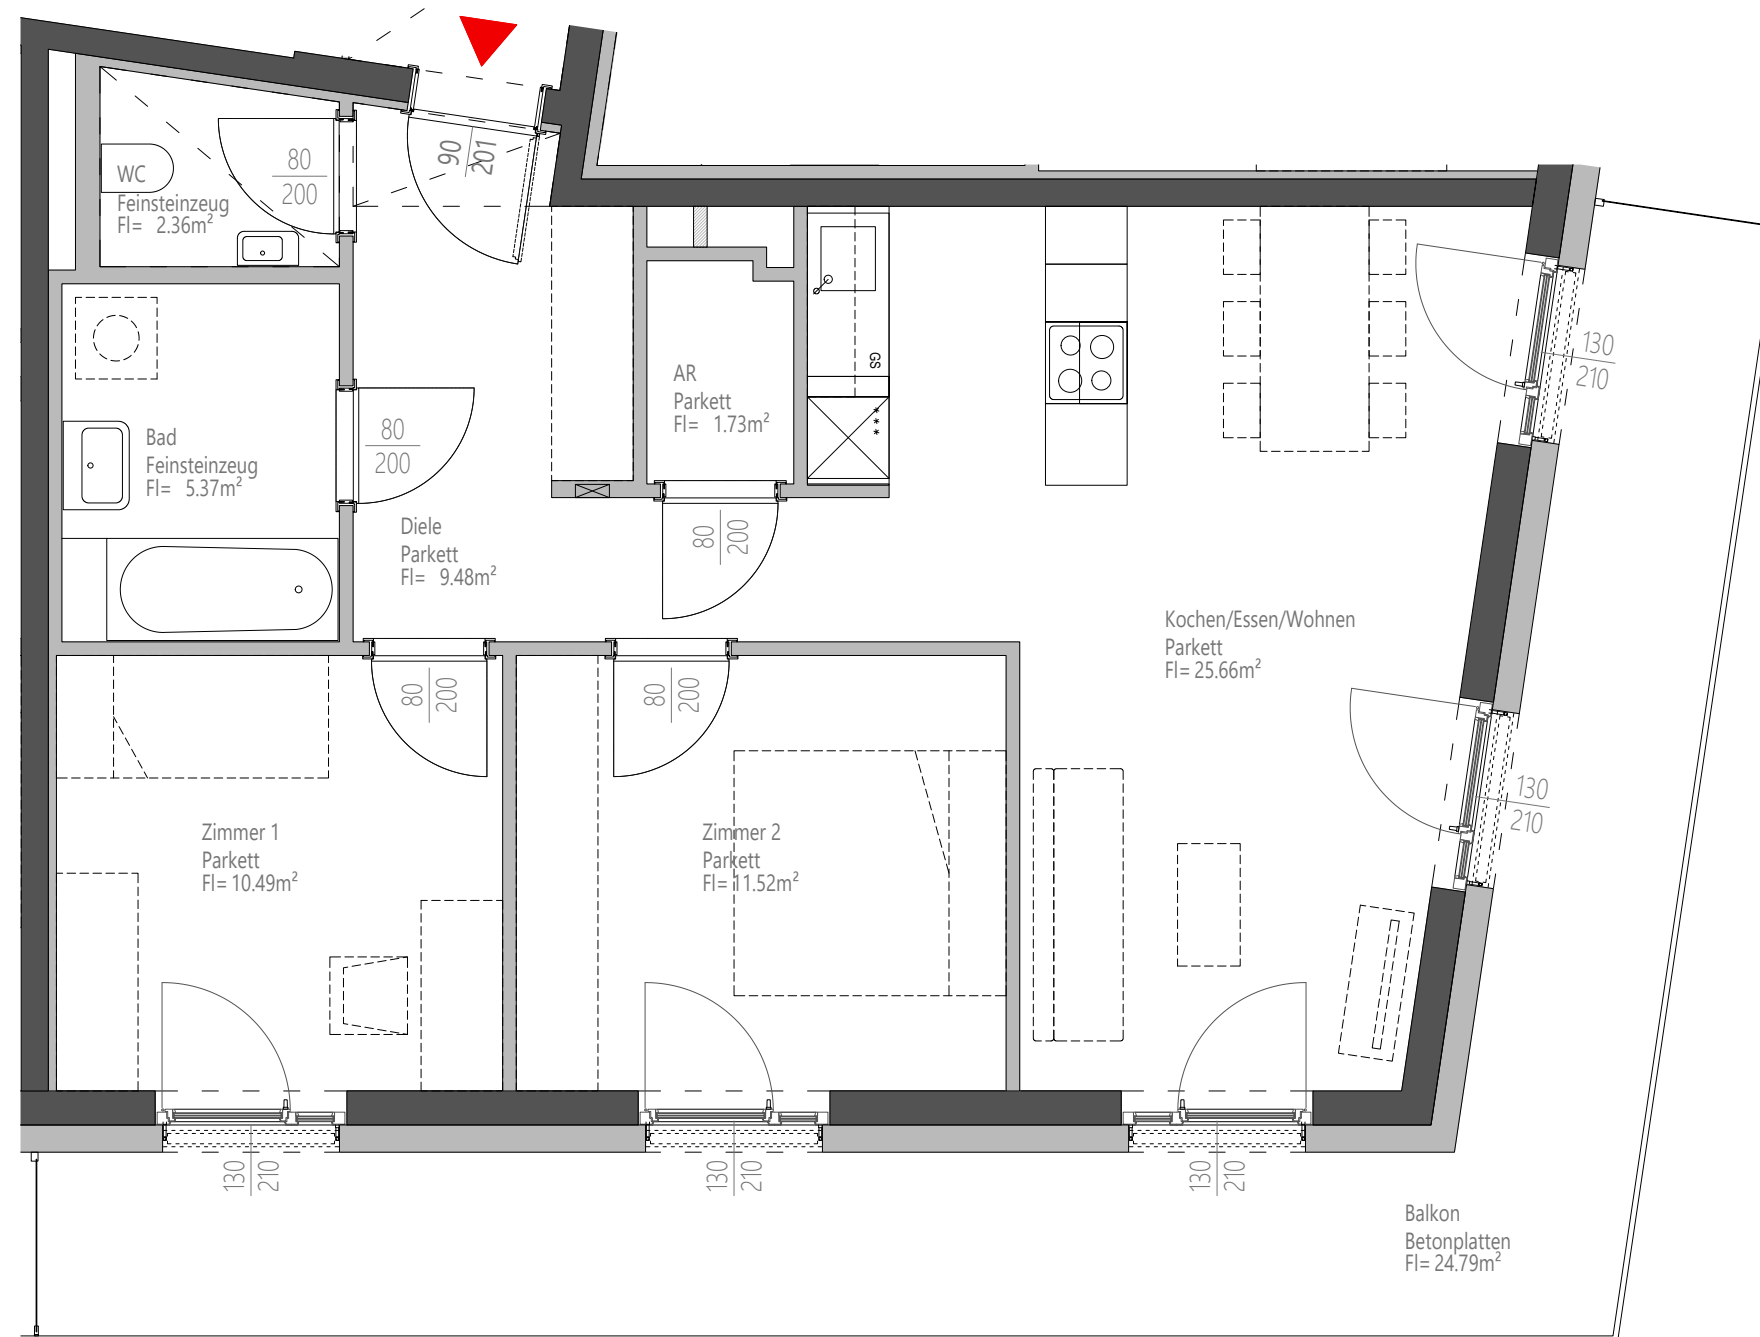 90
201
80
200
WC
Feinsteinzeug
Fl= 2.36m²
130
210
GS
***
AR
Parkett
Fl= 1.73m²
80
200
Bad
Feinsteinzeug
Fl= 5.37m²
Diele
Parkett
Fl= 9.48m²
80
200
Kochen/Essen/Wohnen
Parkett
Fl= 25.66m²
80
200
80
200
130
210
Zimmer 1
Parkett
Fl= 10.49m²
Zimmer 2
Parkett
Fl= 11.52m²
130
210
130
210
130
210
Balkon
Betonplatten
Fl= 24.79m²